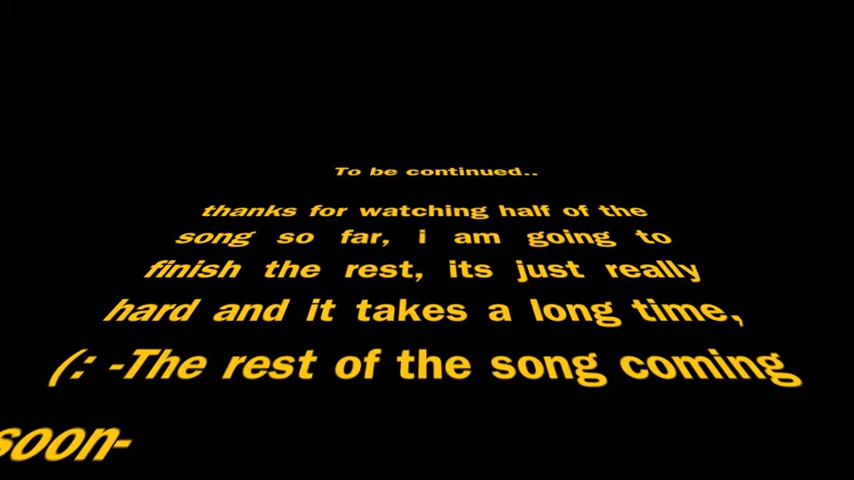 To be continued..
thanks for watching half of the
song so far, i am going to
finish the rest, its just really
hard and it takes a long time,
(: -The rest of the song coming
soon-